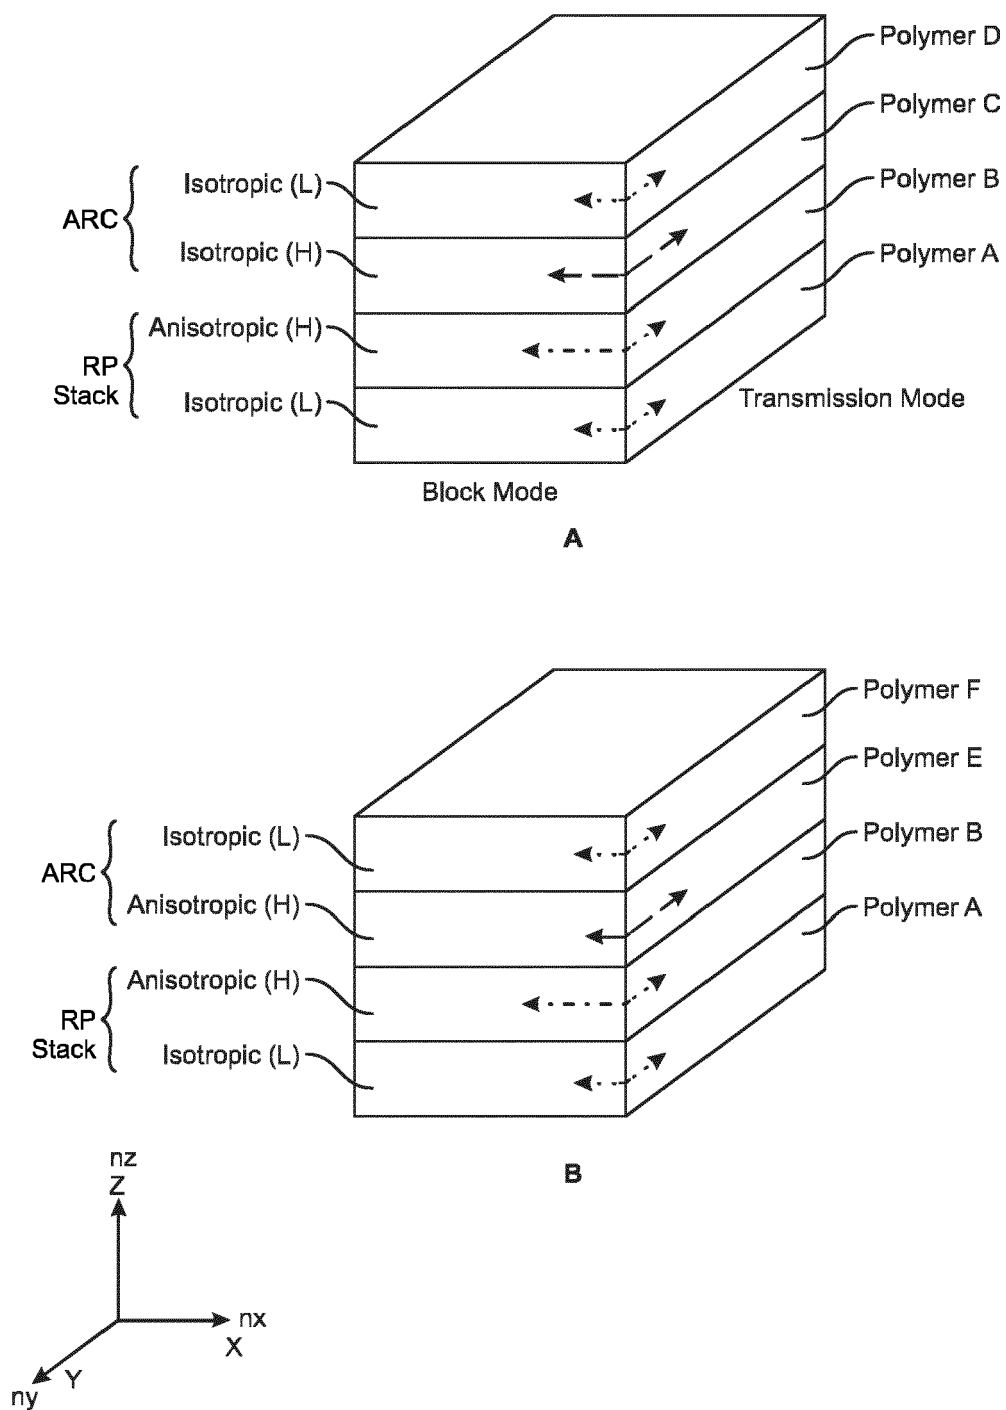 Polymer D
Polymer C
Isotropic (L)
Polymer B
ARC
Isotropic (H)
Polymer A
Anisotropic (H)
RP
Stack
Isotropic (L)
Transmission Mode
Block Mode
A
Polymer F
Polymer E
Isotropic (L)
Polymer B
ARC
Anisotropic (H)
Polymer A
Anisotropic (H)
RP
Stack
Isotropic (L)
B
nz
Z
nx
X
Y
ny